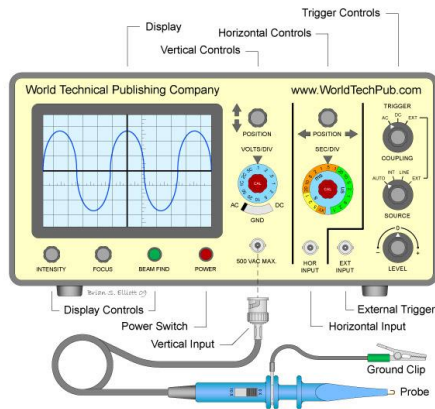 Trigger Controls
Display
Horizontal Controls
Vertical Controls
World Technical Publishing Company
www.WorldTechPub.com
TRIGGER
AC DC EXT
COUPLING
POSITION
POSITION
VOLTS/DIV
SEC/DIV
CAL
CAL
AC DC
GND
AUTO INT LINE EXT
SOURCE
INTENSITY
FOCUS
BEAM FIND
POWER
500 VAC MAX.
HOR
INPUT
EXT
INPUT
- 0 +
LEVEL
Brian S. Elliott 09
Display Controls
Power Switch
Vertical Input
External Trigger
Horizontal Input
Ground Clip
Probe